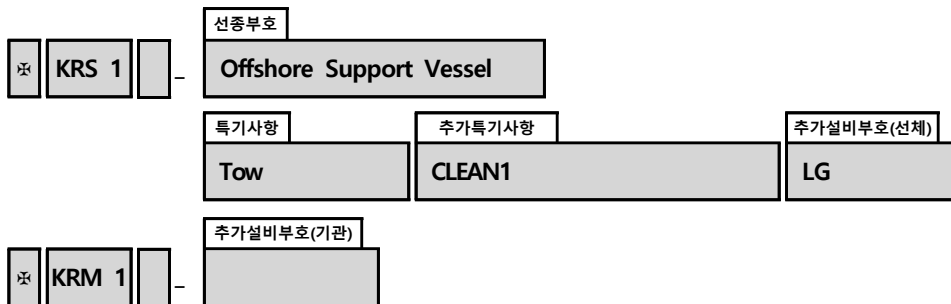 선종부호
✠ KRS 1 – Offshore Support Vessel
특기사항 추가특기사항 추가설비부호(선체)
Tow CLEAN1 LG
추가설비부호(기관)
✠ KRM 1 –